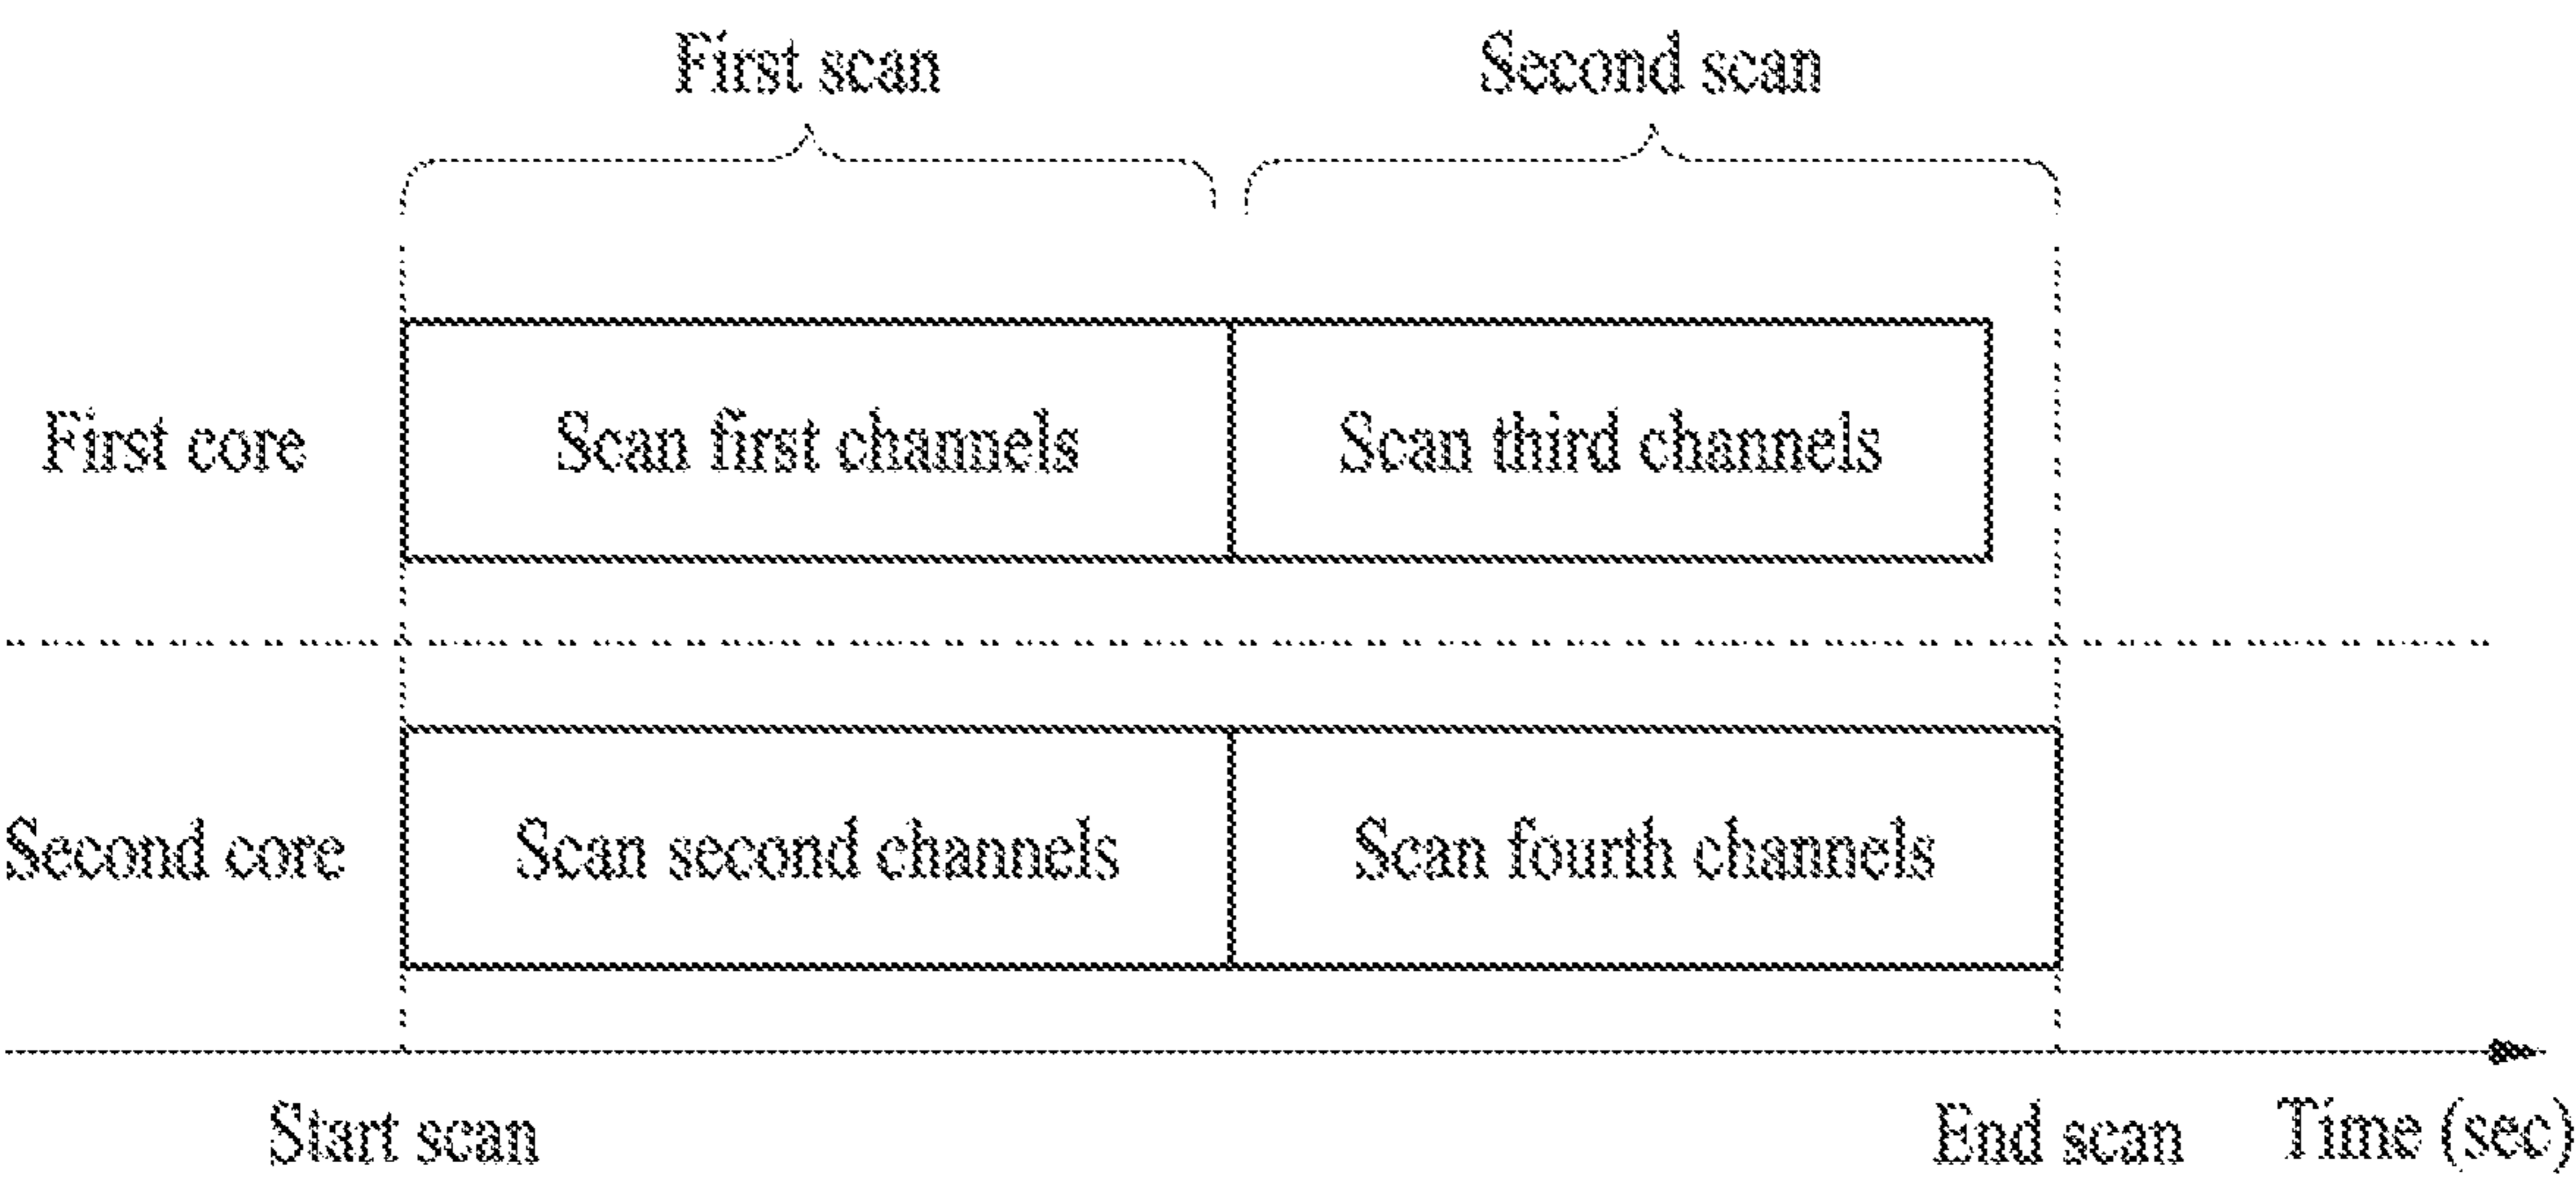 First scan
Second scan
First core
Scan first channels
Scan third channels
Second core
Scan second channels
Scan fourth channels
Start scan
End scan
Time (sec)